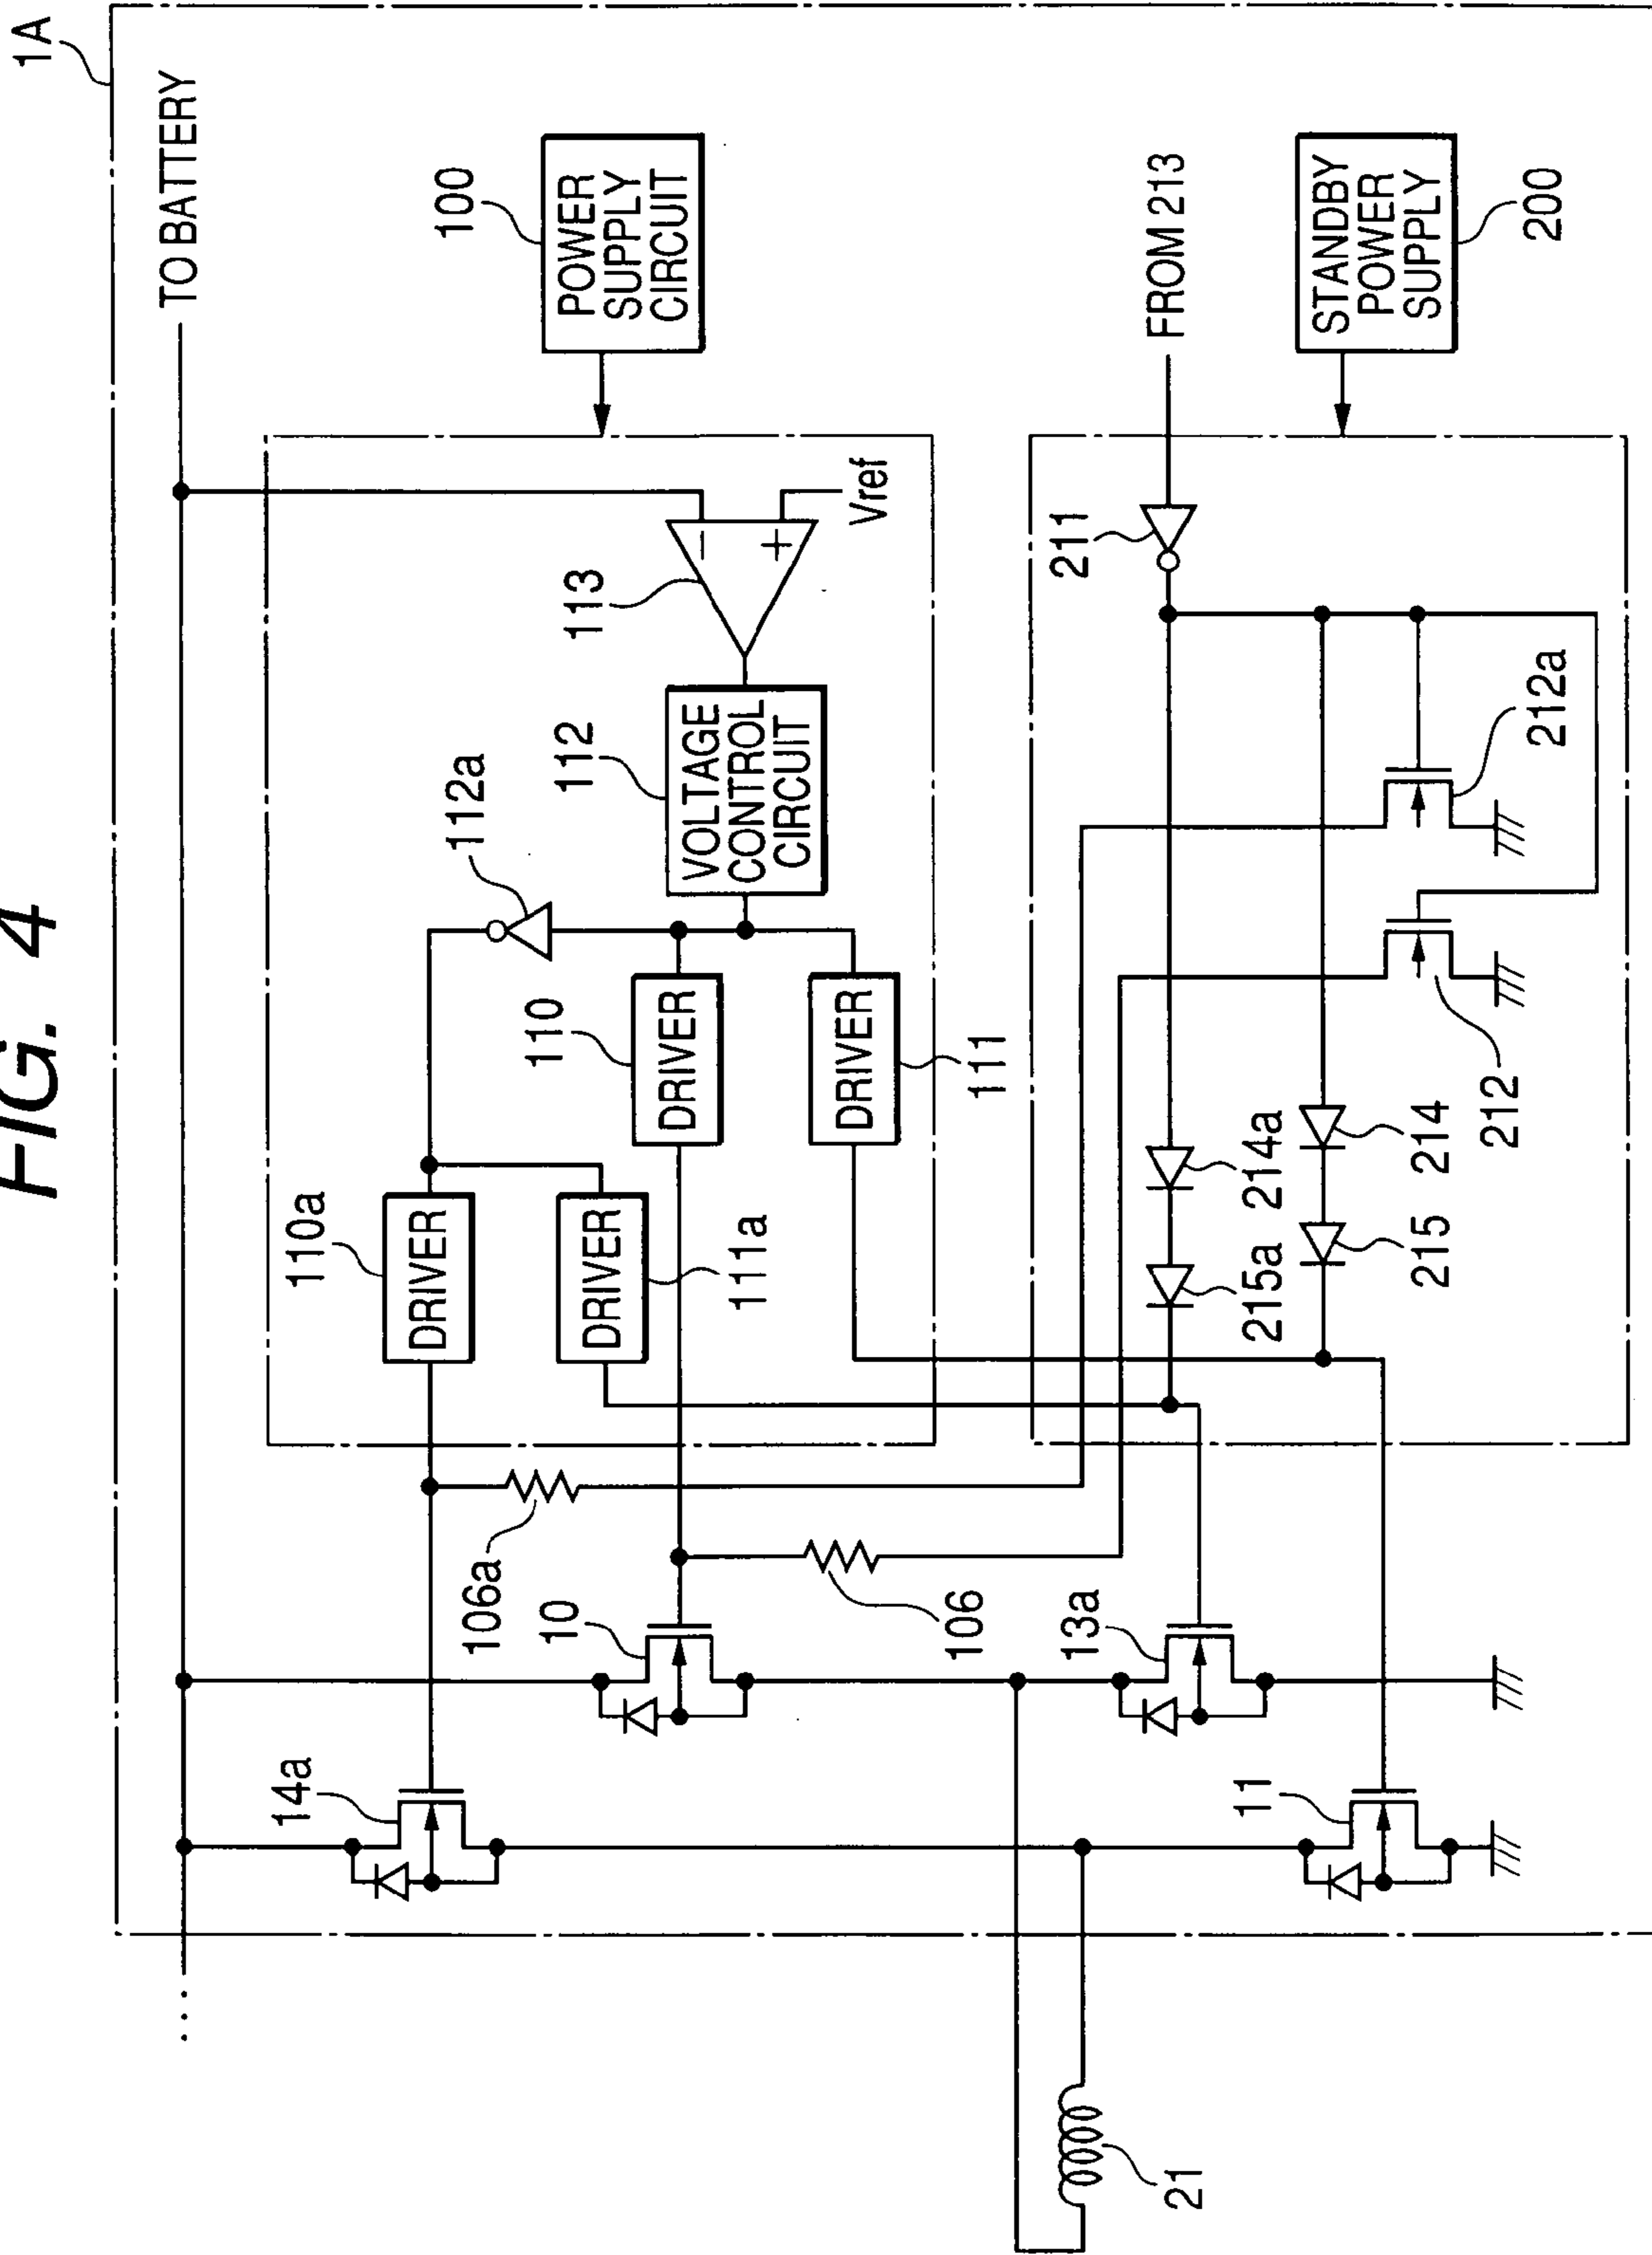 FIG. 4
1A
TO BATTERY
100
POWER
SUPPLY
CIRCUIT
FROM 213
STANDBY
POWER
SUPPLY
200
Vref
−
+
113
112
VOLTAGE
CONTROL
CIRCUIT
112a
211
212a
212
110
DRIVER
DRIVER
111
110a
DRIVER
DRIVER
111a
214a
214
215a
215
106a
106
10
13a
14a
11
21
...